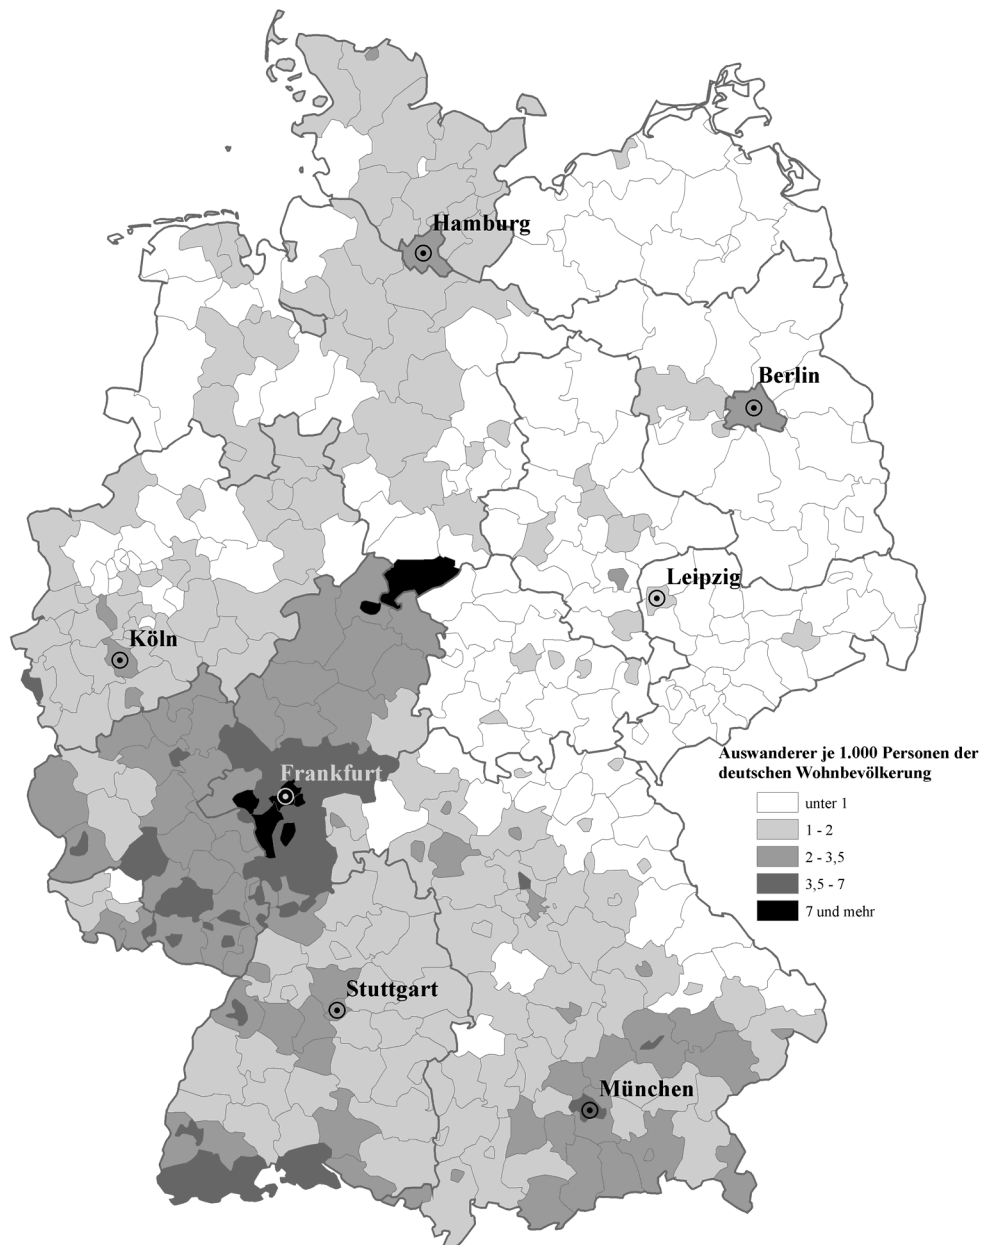 Hamburg
Berlin
Leipzig
Köln
Auswanderer je 1.000 Personen der
deutschen Wohnbevölkerung
Frankfurt
unter 1
1 - 2
2 - 3,5
3,5 - 7
7 und mehr
Stuttgart
München